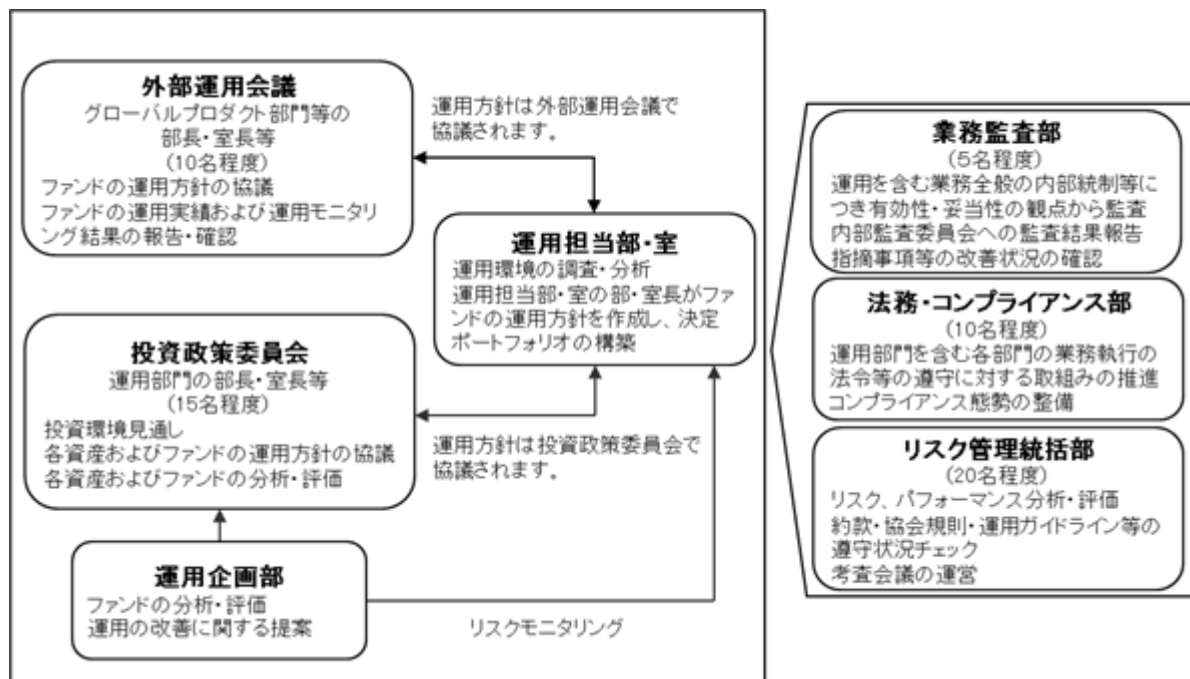 外部運用会議
グローバルプロダクト部門等の
部長・室長等
(10名程度)
ファンドの運用方針の協議
ファンドの運用実績および運用モニタリ
ング結果の報告・確認
運用方針は外部運用会議で
協議されます。
運用担当部・室
運用環境の調査・分析
運用担当部・室の部・室長がファ
ンドの運用方針を作成し、決定
ポートフォリオの構築
投資政策委員会
運用部門の部長・室長等
(15名程度)
投資環境見通し
各資産およびファンドの運用方針の協議
各資産およびファンドの分析・評価
運用方針は投資政策委員会で
協議されます。
運用企画部
ファンドの分析・評価
運用の改善に関する提案
リスクモニタリング
業務監査部
(5名程度)
運用を含む業務全般の内部統制等に
つき有効性・妥当性の観点から監査
内部監査委員会への監査結果報告
指摘事項等の改善状況の確認
法務・コンプライアンス部
(10名程度)
運用部門を含む各部門の業務執行の
法令等の遵守に対する取組みの推進
コンプライアンス態勢の整備
リスク管理統括部
(20名程度)
リスク、パフォーマンス分析・評価
約款・協会規則・運用ガイドライン等の
遵守状況チェック
考査会議の運営